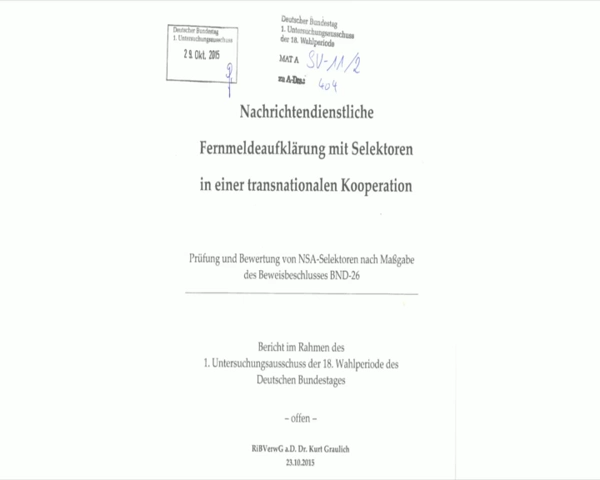 Deutscher Bundestag
1. Untersuchungsausschuss
29. Okt. 2015
Deutscher Bundestag
1. Untersuchungsausschuss
der 18. Wahlperiode
MAT A SV-11/2
zu A-Drs.: 404
Nachrichtendienstliche
Fernmeldeaufklärung mit Selektoren
in einer transnationalen Kooperation
Prüfung und Bewertung von NSA-Selektoren nach Maßgabe
des Beweisbeschlusses BND-26
Bericht im Rahmen des
1. Untersuchungsausschuss der 18. Wahlperiode des
Deutschen Bundestages
– offen –
RiBVerwG a.D. Dr. Kurt Graulich
23.10.2015